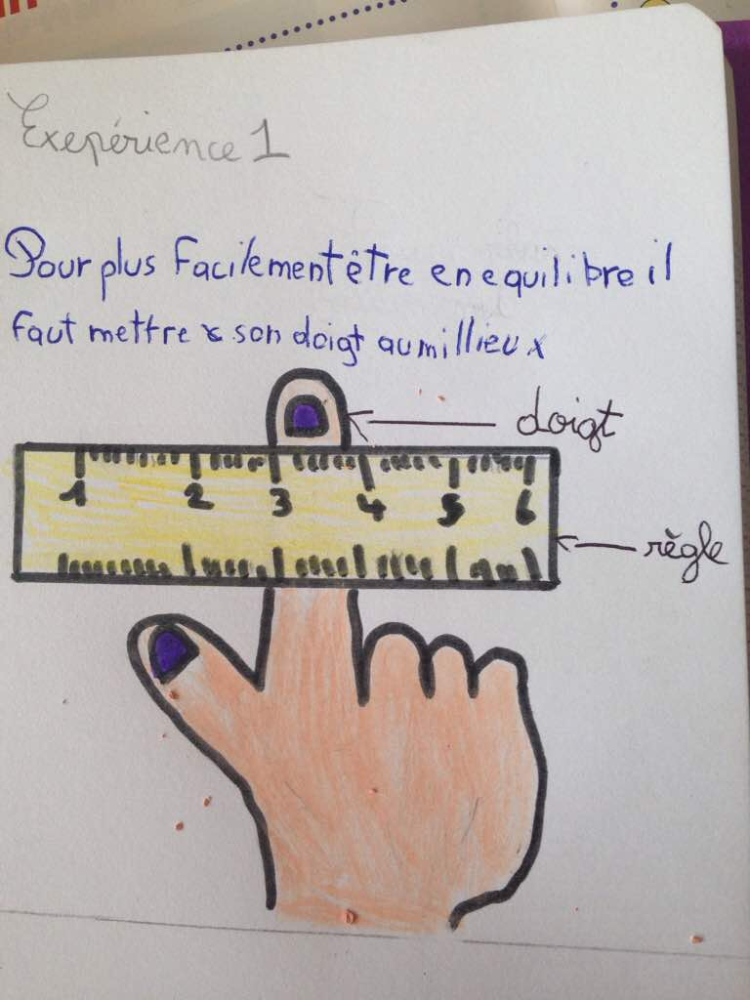 Exepérience 1
Pour plus facilement être en equilibre il
faut mettre son doigt au millieux
doigt
1 2 3 4 5 6
règle